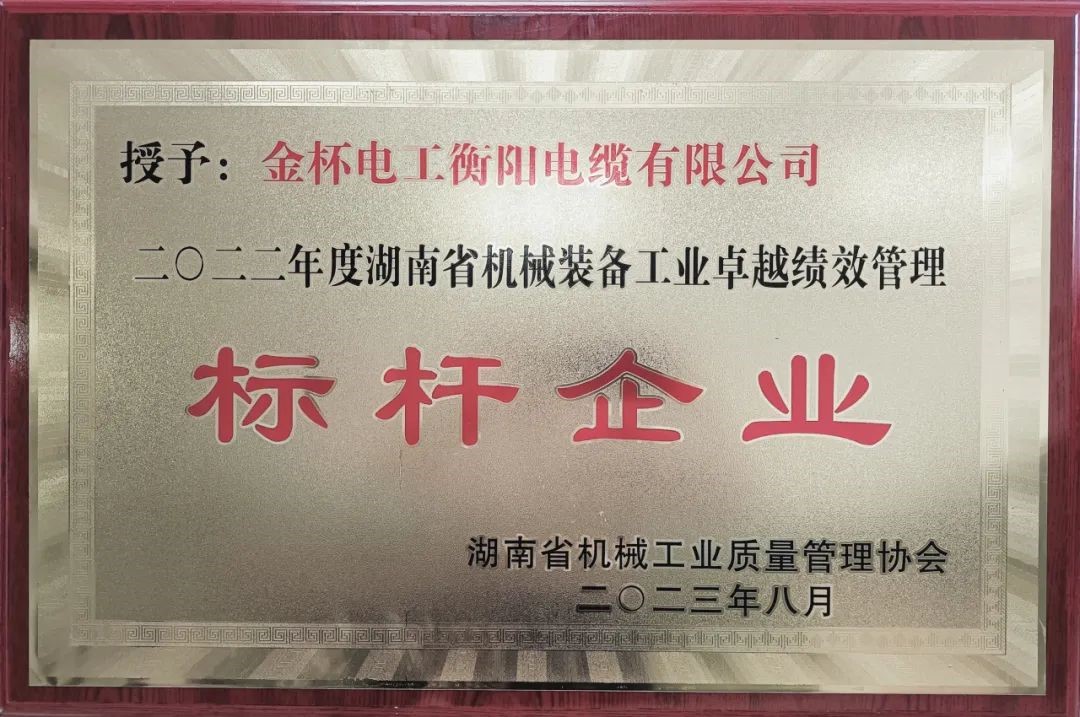 授予：金杯电工衡阳电缆有限公司
二〇二二年度湖南省机械装备工业卓越绩效管理
标杆企业
湖南省机械工业质量管理协会
二〇二三年八月